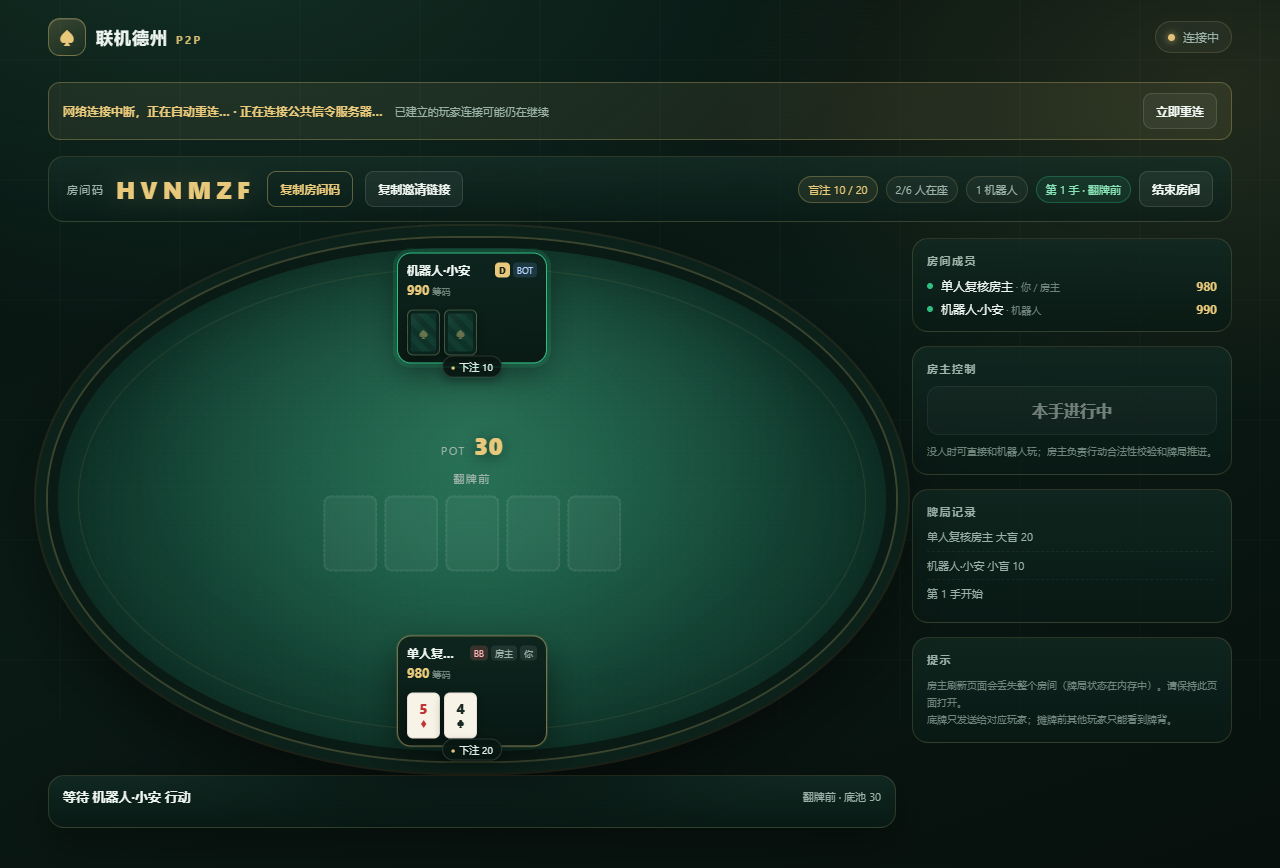 联机德州 P2P
连接中
网络连接中断，正在自动重连... · 正在连接公共信令服务器... 已建立的玩家连接可能仍在继续
立即重连
房间码 HVNMZF 复制房间码 复制邀请链接
盲注 10 / 20 2/6 人在座 1 机器人 第 1 手 · 翻牌前 结束房间
机器人·小安 D BOT
990 筹码
下注 10
POT 30
翻牌前
单人复... BB 房主 你
980 筹码
5♦ 4♠
下注 20
等待 机器人·小安 行动
翻牌前 · 底池 30
房间成员
单人复核房主 · 你 / 房主 980
机器人·小安 · 机器人 990
房主控制
本手进行中
没人时可直接和机器人玩；房主负责行动合法性校验和牌局推进。
牌局记录
单人复核房主 大盲 20
机器人·小安 小盲 10
第 1 手开始
提示
房主刷新页面会丢失整个房间（牌局状态在内存中）。请保持此页
面打开。
底牌只发送给对应玩家；摊牌前其他玩家只能看到牌背。